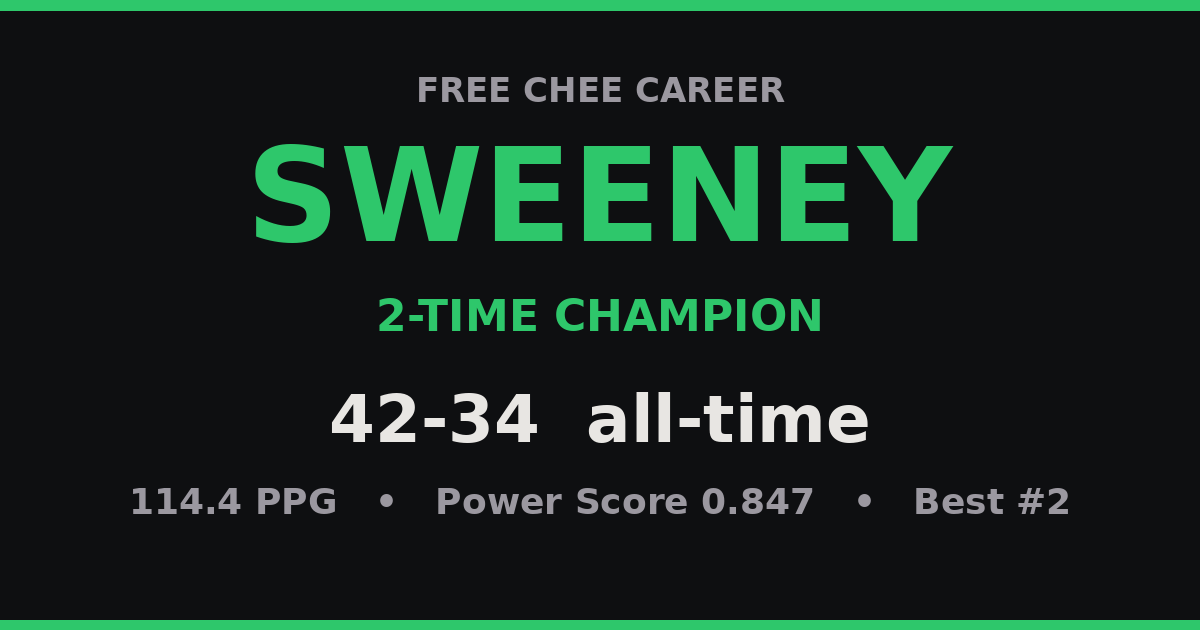 FREE CHEE CAREER
SWEENEY
2-TIME CHAMPION
42-34 all-time
114.4 PPG • Power Score 0.847 • Best #2